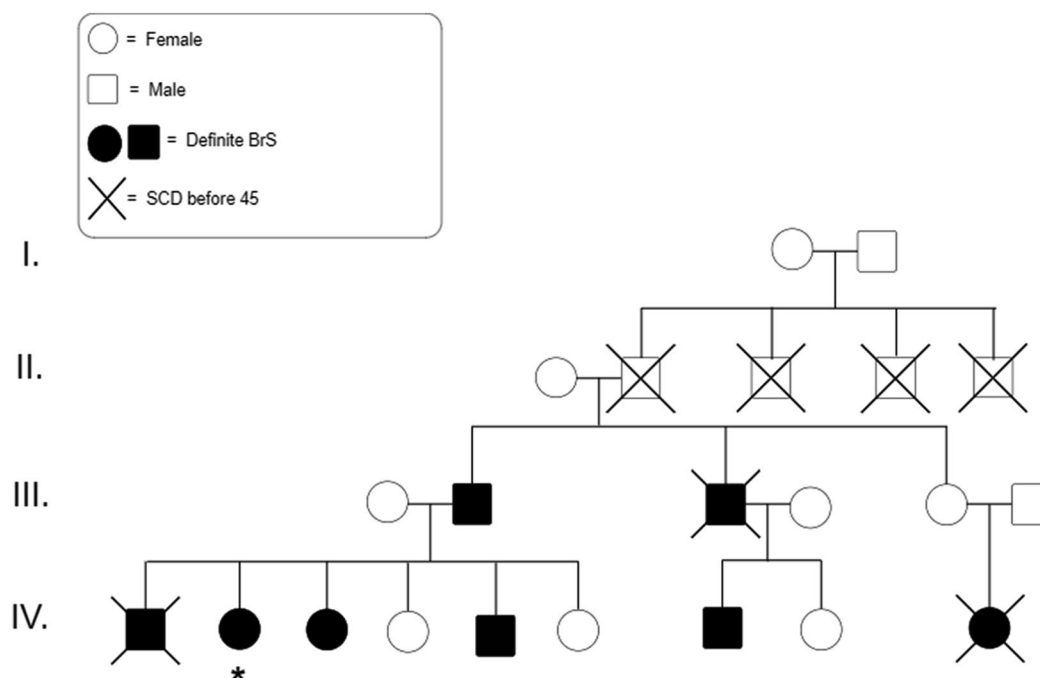 = Female
= Male
= Definite BrS
= SCD before 45
I.
II.
III.
IV.
*